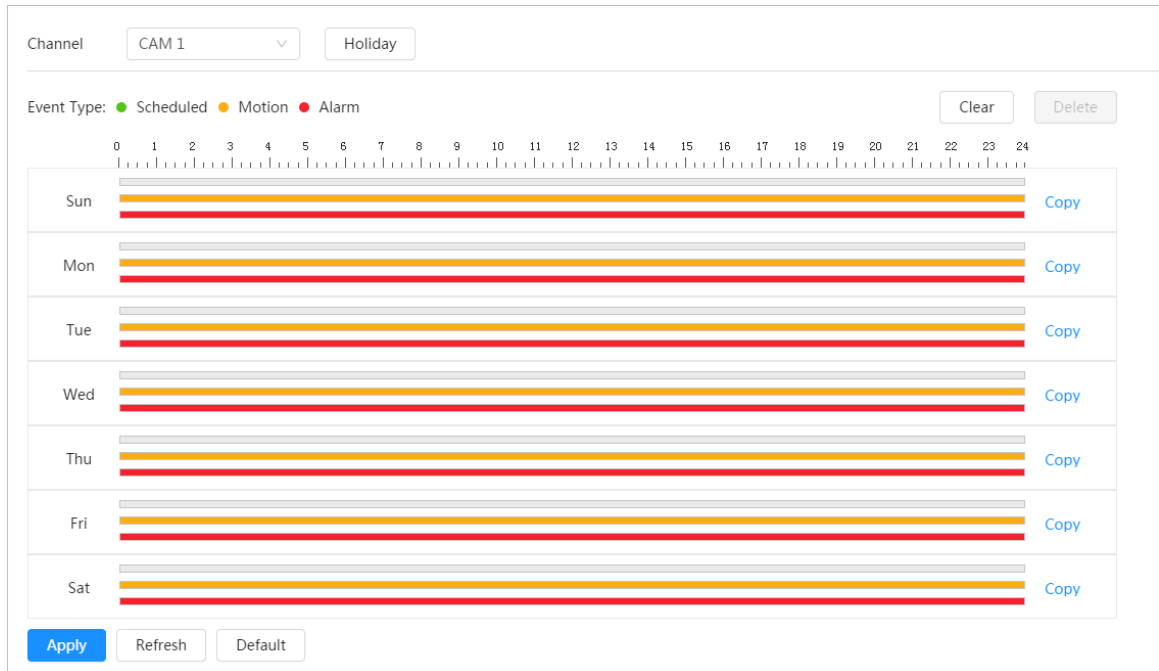 Channel CAM 1 Holiday
Event Type: Scheduled Motion Alarm Clear Delete
0 1 2 3 4 5 6 7 8 9 10 11 12 13 14 15 16 17 18 19 20 21 22 23 24
Sun Copy
Mon Copy
Tue Copy
Wed Copy
Thu Copy
Fri Copy
Sat Copy
Apply Refresh Default